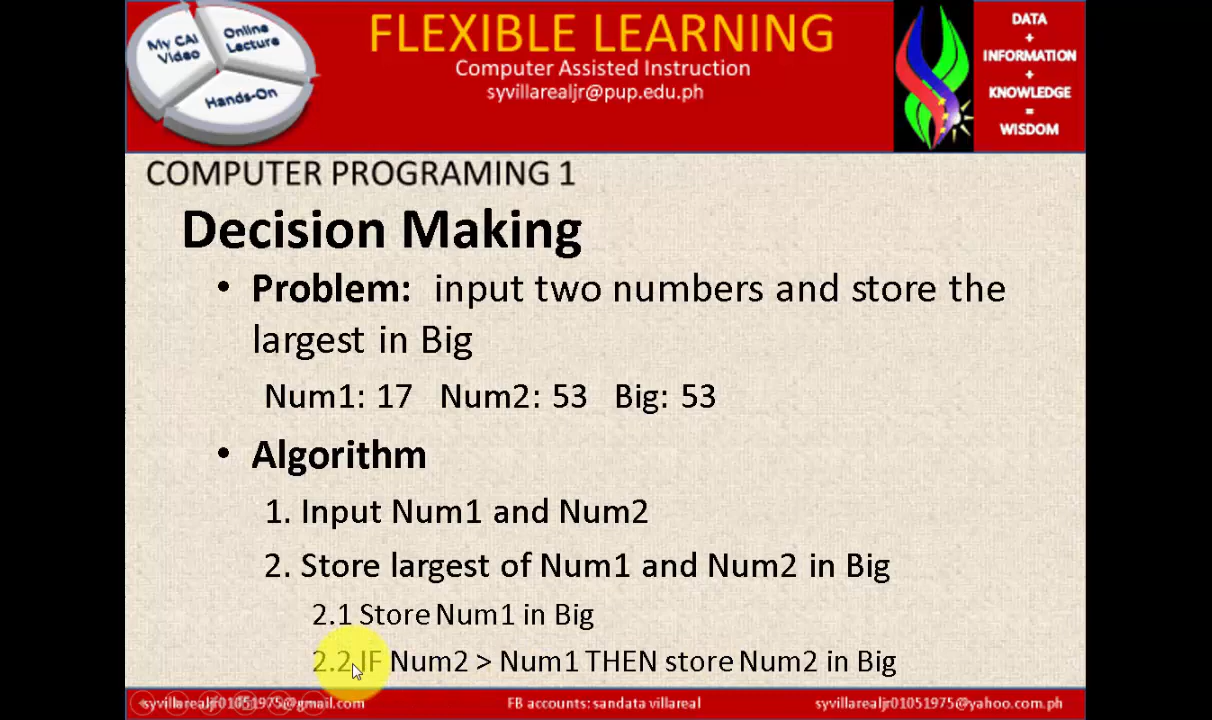 My CAI
Video
Online
Lecture
Hands-On
FLEXIBLE LEARNING
Computer Assisted Instruction
syvillarealjr@pup.edu.ph
DATA
+
INFORMATION
+
KNOWLEDGE
=
WISDOM
COMPUTER PROGRAMING 1
Decision Making
• Problem: input two numbers and store the
largest in Big
Num1: 17 Num2: 53 Big: 53
• Algorithm
1. Input Num1 and Num2
2. Store largest of Num1 and Num2 in Big
2.1 Store Num1 in Big
2.2 IF Num2 > Num1 THEN store Num2 in Big
syvillarealjr01051975@gmail.com
FB accounts: sandata villareal
syvillarealjr01051975@yahoo.com.ph